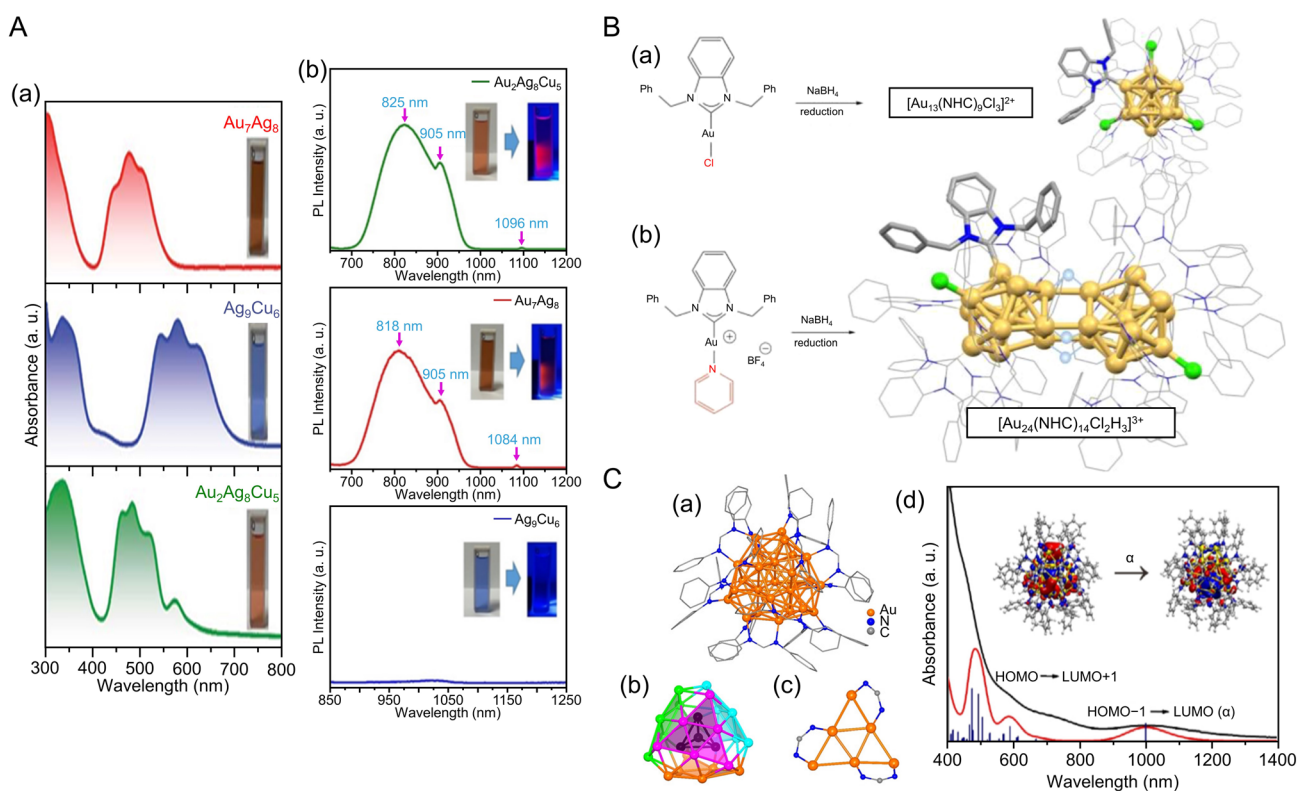 A
(a)
Au7Ag8
Ag9Cu6
Au2Ag8Cu5
Absorbance (a. u.)
300 400 500 600 700 800
Wavelength (nm)
(b)
Au2Ag8Cu5
825 nm
905 nm
1096 nm
PL Intensity (a. u.)
700 800 900 1000 1100 1200
Wavelength (nm)
Au7Ag8
818 nm
905 nm
1084 nm
PL Intensity (a. u.)
700 800 900 1000 1100 1200
Wavelength (nm)
Ag9Cu6
PL Intensity (a. u.)
850 950 1050 1150 1250
Wavelength (nm)
B
(a)
Ph N N Ph
Au
Cl
NaBH4
reduction
[Au13(NHC)9Cl3]2+
(b)
Ph N N Ph
Au
+
N
BF4
−
NaBH4
reduction
[Au24(NHC)14Cl2H3]3+
C
(a)
Au
N
C
(b)
(c)
(d)
α
HOMO → LUMO+1
HOMO−1 → LUMO (α)
Absorbance (a. u.)
400 600 800 1000 1200 1400
Wavelength (nm)